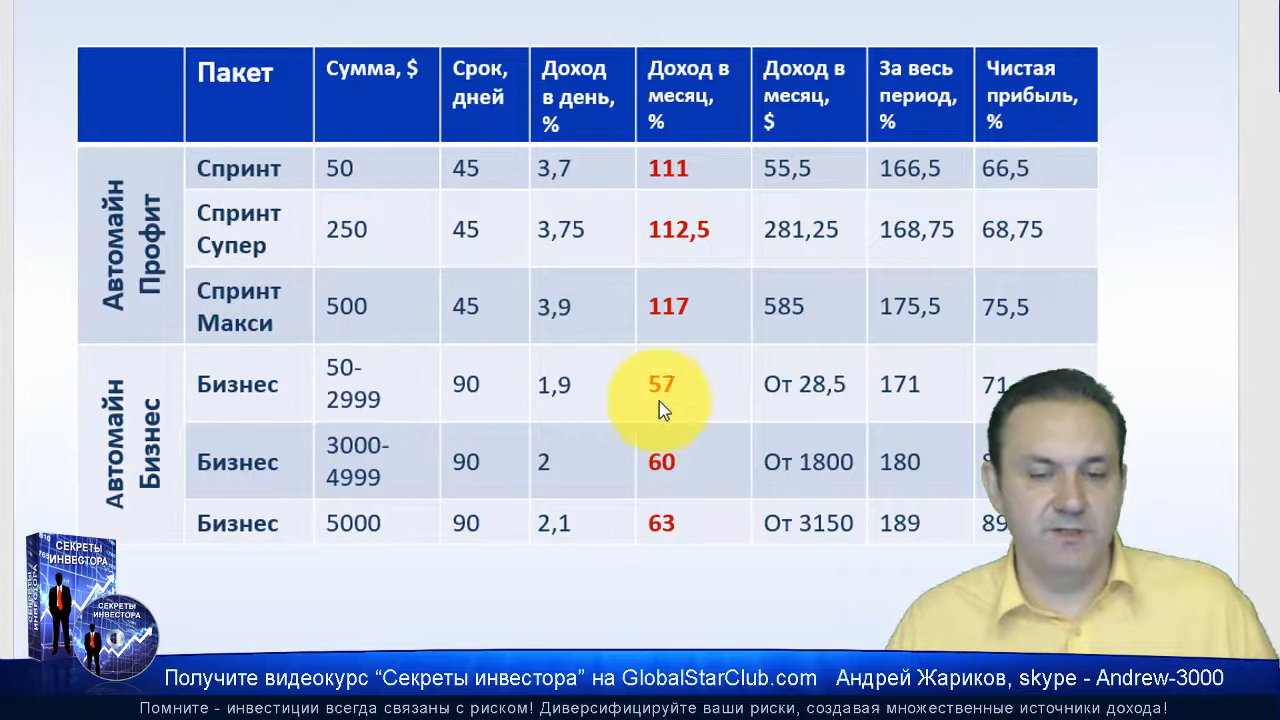 Пакет
Сумма, $
Срок,
дней
Доход
в день,
%
Доход в
месяц,
%
Доход в
месяц,
$
За весь
период,
%
Чистая
прибыль,
%
Автомайн
Профит
Спринт 50 45 3,7 111 55,5 166,5 66,5
Спринт
Супер
250 45 3,75 112,5 281,25 168,75 68,75
Спринт
Макси
500 45 3,9 117 585 175,5 75,5
Автомайн
Бизнес
Бизнес
50-
2999
90 1,9 57 От 28,5 171 71
Бизнес
3000-
4999
90 2 60 От 1800 180
Бизнес 5000 90 2,1 63 От 3150 189 89
СЕКРЕТЫ
ИНВЕСТОРА
СЕКРЕТЫ
ИНВЕСТОРА
Получите видеокурс “Секреты инвестора” на GlobalStarClub.com Андрей Жариков, skype - Andrew-3000
Помните - инвестиции всегда связаны с риском! Диверсифицируйте ваши риски, создавая множественные источники дохода!